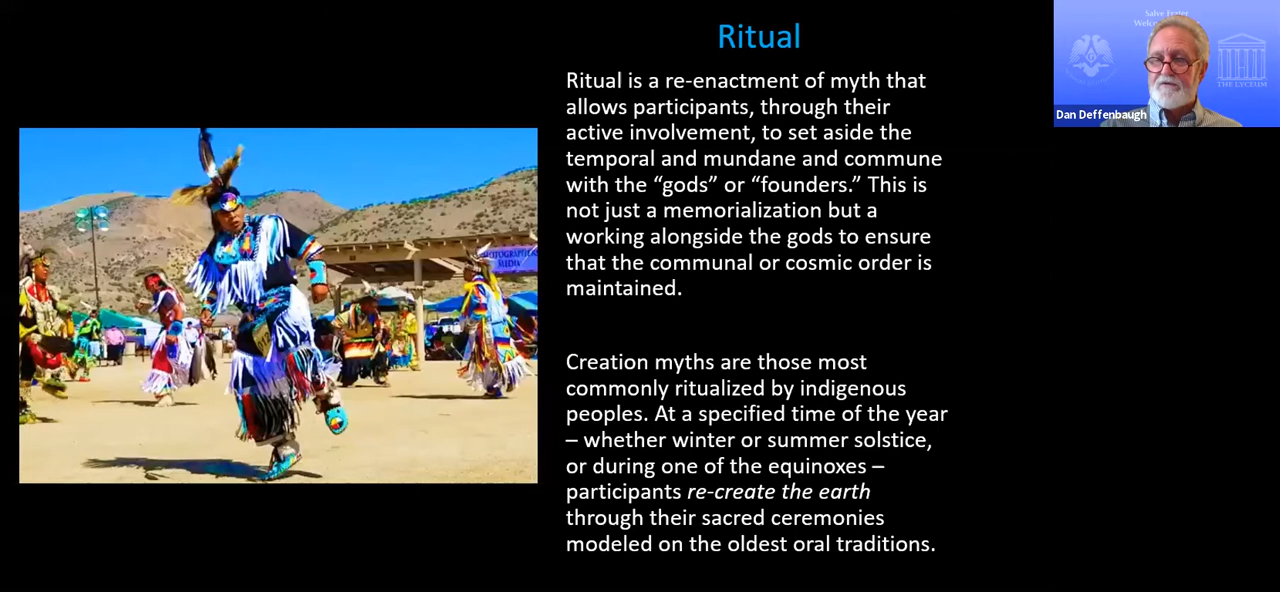 Ritual
Ritual is a re-enactment of myth that
allows participants, through their
active involvement, to set aside the
temporal and mundane and commune
with the “gods” or “founders.” This is
not just a memorialization but a
working alongside the gods to ensure
that the communal or cosmic order is
maintained.
Creation myths are those most
commonly ritualized by indigenous
peoples. At a specified time of the year
– whether winter or summer solstice,
or during one of the equinoxes –
participants re-create the earth
through their sacred ceremonies
modeled on the oldest oral traditions.
MEDIA
Salve Frater
THE LYCEUM
Dan Deffenbaugh